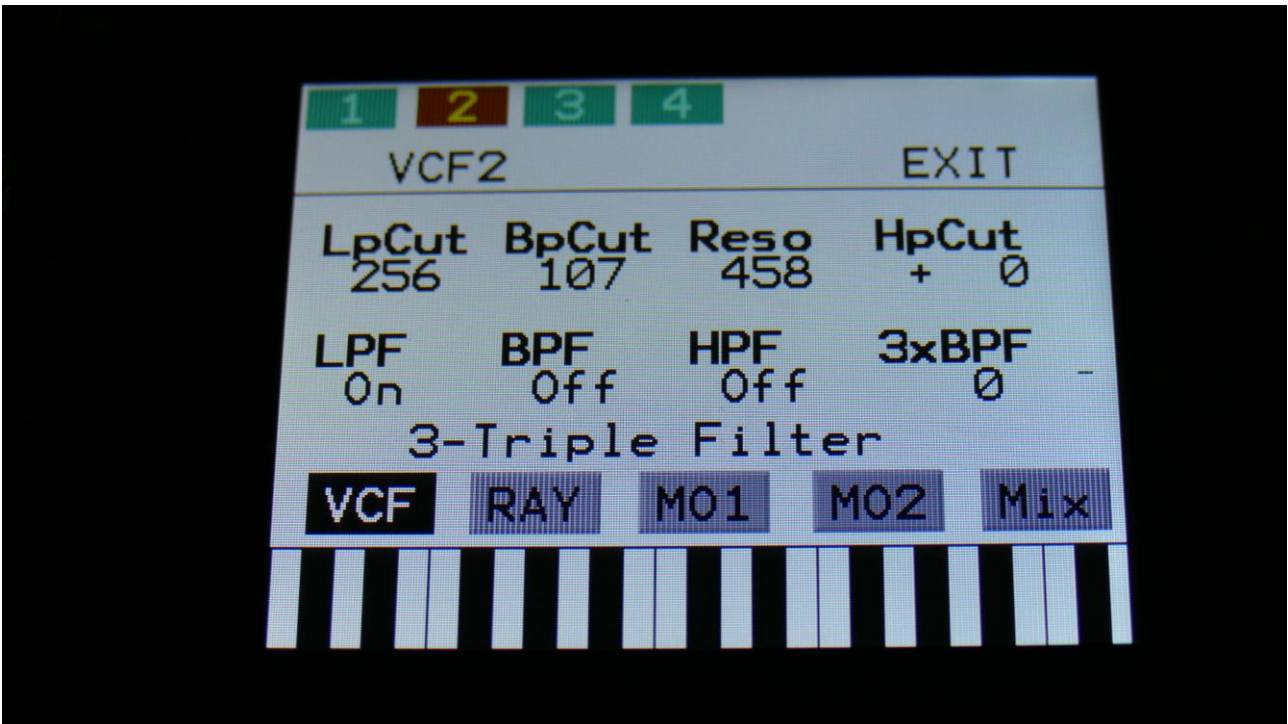 1 2 3 4
VCF2 EXIT
LpCut BpCut Reso HpCut
256 107 458 + 0
LPF BPF HPF 3xBPF
On Off Off 0
3-Triple Filter
VCF RAY MO1 MO2 Mix